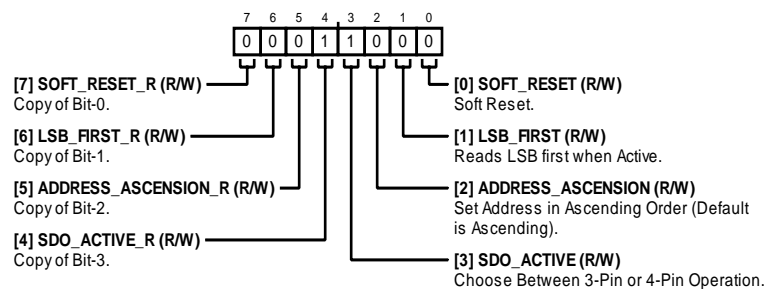 7 6 5 4 3 2 1 0
0 0 0 1 1 0 0 0
[7] SOFT_RESET_R (R/W)
Copy of Bit-0.
[6] LSB_FIRST_R (R/W)
Copy of Bit-1.
[5] ADDRESS_ASCENSION_R (R/W)
Copy of Bit-2.
[4] SDO_ACTIVE_R (R/W)
Copy of Bit-3.
[0] SOFT_RESET (R/W)
Soft Reset.
[1] LSB_FIRST (R/W)
Reads LSB first when Active.
[2] ADDRESS_ASCENSION (R/W)
Set Address in Ascending Order (Default
is Ascending).
[3] SDO_ACTIVE (R/W)
Choose Between 3-Pin or 4-Pin Operation.